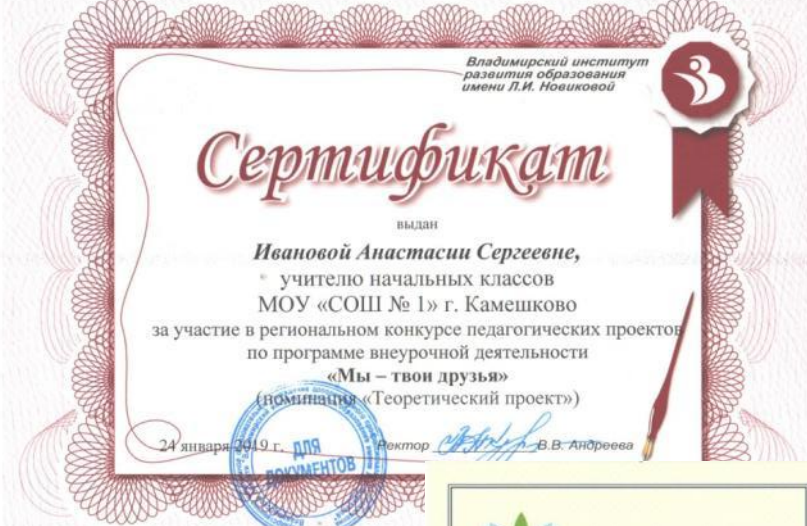 Владимирский институт
развития образования
имени Л.И. Новиковой
Сертификат
выдан
Ивановой Анастасии Сергеевне,
учителю начальных классов
МОУ «СОШ № 1» г. Камешково
за участие в региональном конкурсе педагогических проектов
по программе внеурочной деятельности
«Мы – твои друзья»
(номинация «Теоретический проект»)
24 января 2019 г.
ДЛЯ
ДОКУМЕНТОВ
Ректор В.В. Андреева